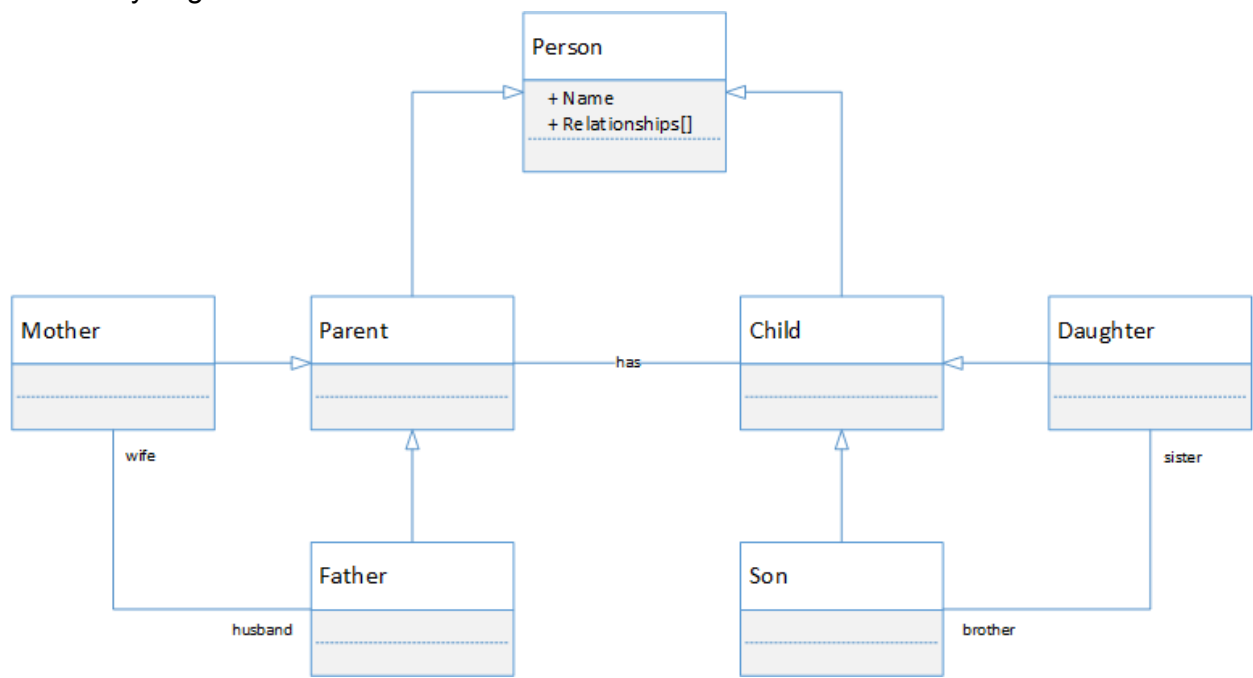 Person
+ Name
+ Relationships[]
Mother
Parent
Child
Daughter
has
wife
sister
Father
Son
husband
brother